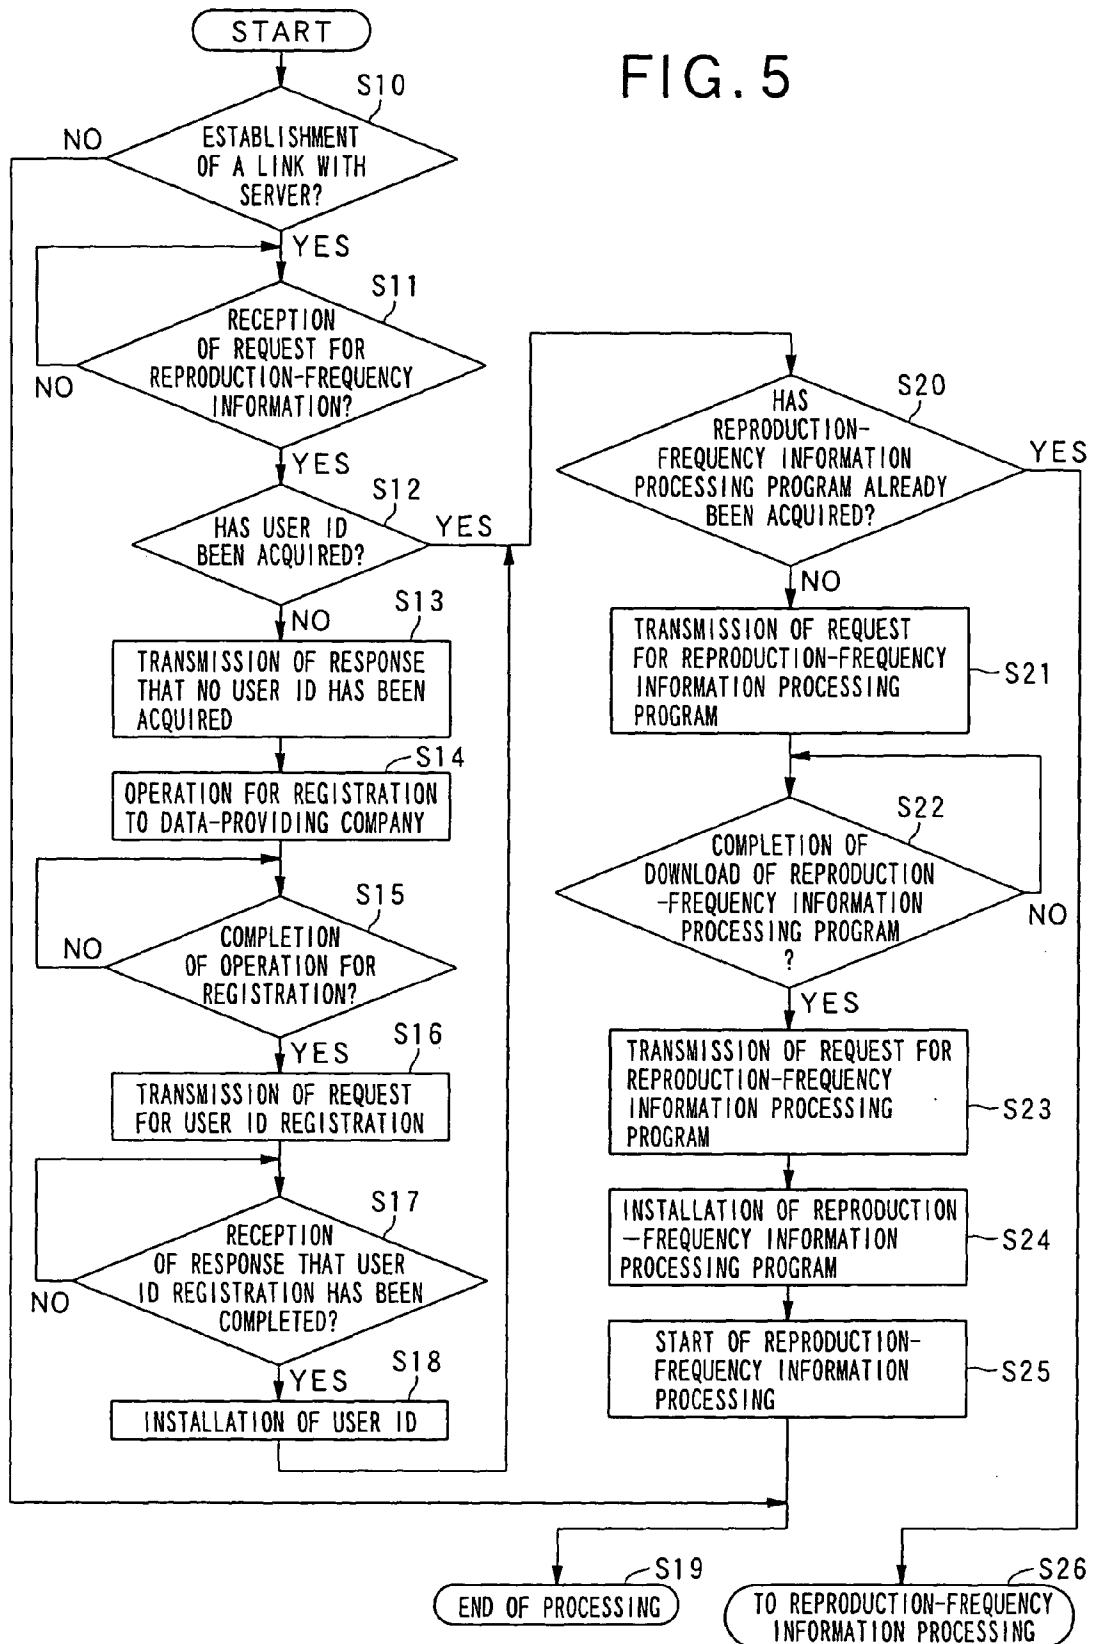 START
FIG. 5
S10
NO
ESTABLISHMENT
OF A LINK WITH
SERVER?
YES
S11
RECEPTION
OF REQUEST FOR
REPRODUCTION-FREQUENCY
INFORMATION?
NO
YES
S12
HAS USER ID
BEEN ACQUIRED?
YES
NO
S13
TRANSMISSION OF RESPONSE
THAT NO USER ID HAS BEEN
ACQUIRED
S14
OPERATION FOR REGISTRATION
TO DATA-PROVIDING COMPANY
S15
COMPLETION
OF OPERATION FOR
REGISTRATION?
NO
YES
S16
TRANSMISSION OF REQUEST
FOR USER ID REGISTRATION
S17
RECEPTION
OF RESPONSE THAT USER
ID REGISTRATION HAS BEEN
COMPLETED?
NO
YES
S18
INSTALLATION OF USER ID
S20
HAS
REPRODUCTION-
FREQUENCY INFORMATION
PROCESSING PROGRAM ALREADY
BEEN ACQUIRED?
YES
NO
TRANSMISSION OF REQUEST
FOR REPRODUCTION-FREQUENCY
INFORMATION PROCESSING
PROGRAM
S21
S22
COMPLETION OF
DOWNLOAD OF REPRODUCTION
-FREQUENCY INFORMATION
PROCESSING PROGRAM
?
NO
YES
TRANSMISSION OF REQUEST FOR
REPRODUCTION-FREQUENCY
INFORMATION PROCESSING
PROGRAM
S23
INSTALLATION OF REPRODUCTION
-FREQUENCY INFORMATION
PROCESSING PROGRAM
S24
START OF REPRODUCTION-
FREQUENCY INFORMATION
PROCESSING
S25
S19
END OF PROCESSING
S26
TO REPRODUCTION-FREQUENCY
INFORMATION PROCESSING